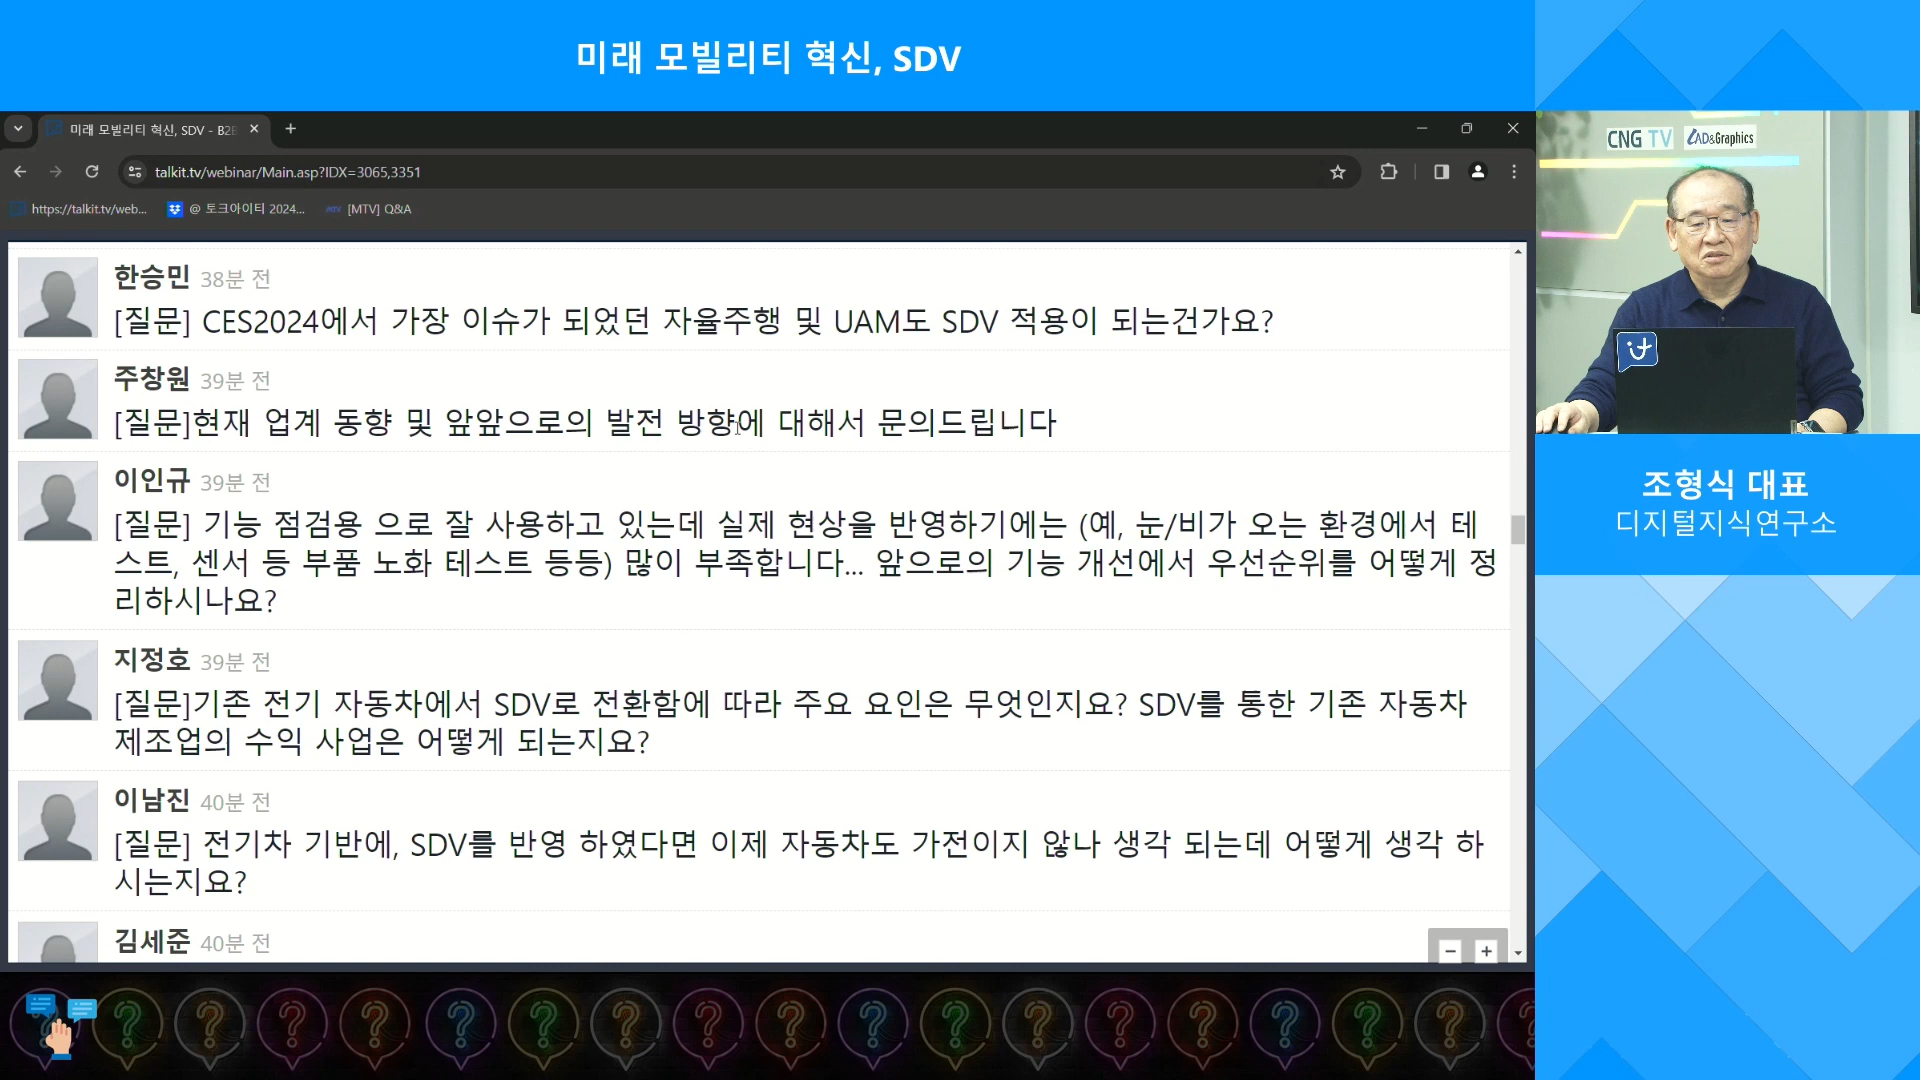 미래 모빌리티 혁신, SDV
미래 모빌리티 혁신, SDV - B2B
talkit.tv/webinar/Main.asp?IDX=3065,3351
https://talkit.tv/web...
@ 토크아이티 2024...
[MTV] Q&A
한승민 38분 전
[질문] CES2024에서 가장 이슈가 되었던 자율주행 및 UAM도 SDV 적용이 되는건가요?
주창원 39분 전
[질문]현재 업계 동향 및 앞앞으로의 발전 방향에 대해서 문의드립니다
이인규 39분 전
[질문] 기능 점검용 으로 잘 사용하고 있는데 실제 현상을 반영하기에는 (예, 눈/비가 오는 환경에서 테
스트, 센서 등 부품 노화 테스트 등등) 많이 부족합니다... 앞으로의 기능 개선에서 우선순위를 어떻게 정
리하시나요?
지정호 39분 전
[질문]기존 전기 자동차에서 SDV로 전환함에 따라 주요 요인은 무엇인지요? SDV를 통한 기존 자동차
제조업의 수익 사업은 어떻게 되는지요?
이남진 40분 전
[질문] 전기차 기반에, SDV를 반영 하였다면 이제 자동차도 가전이지 않나 생각 되는데 어떻게 생각 하
시는지요?
김세준 40분 전
CNG TV
CAD&Graphics
조형식 대표
디지털지식연구소